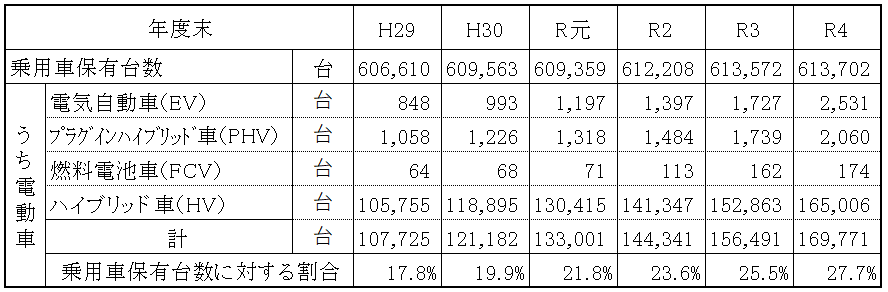 年度末 H29 H30 R元 R2 R3 R4
乗用車保有台数 台 606,610 609,563 609,359 612,208 613,572 613,702
うち電動車
電気自動車(EV) 台 848 993 1,197 1,397 1,727 2,531
ﾌﾟﾗｸﾞｲﾝﾊｲﾌﾞﾘｯﾄﾞ車(PHV) 台 1,058 1,226 1,318 1,484 1,739 2,060
燃料電池車(FCV) 台 64 68 71 113 162 174
ハイブリッド車(HV) 台 105,755 118,895 130,415 141,347 152,863 165,006
計 台 107,725 121,182 133,001 144,341 156,491 169,771
乗用車保有台数に対する割合 17.8% 19.9% 21.8% 23.6% 25.5% 27.7%